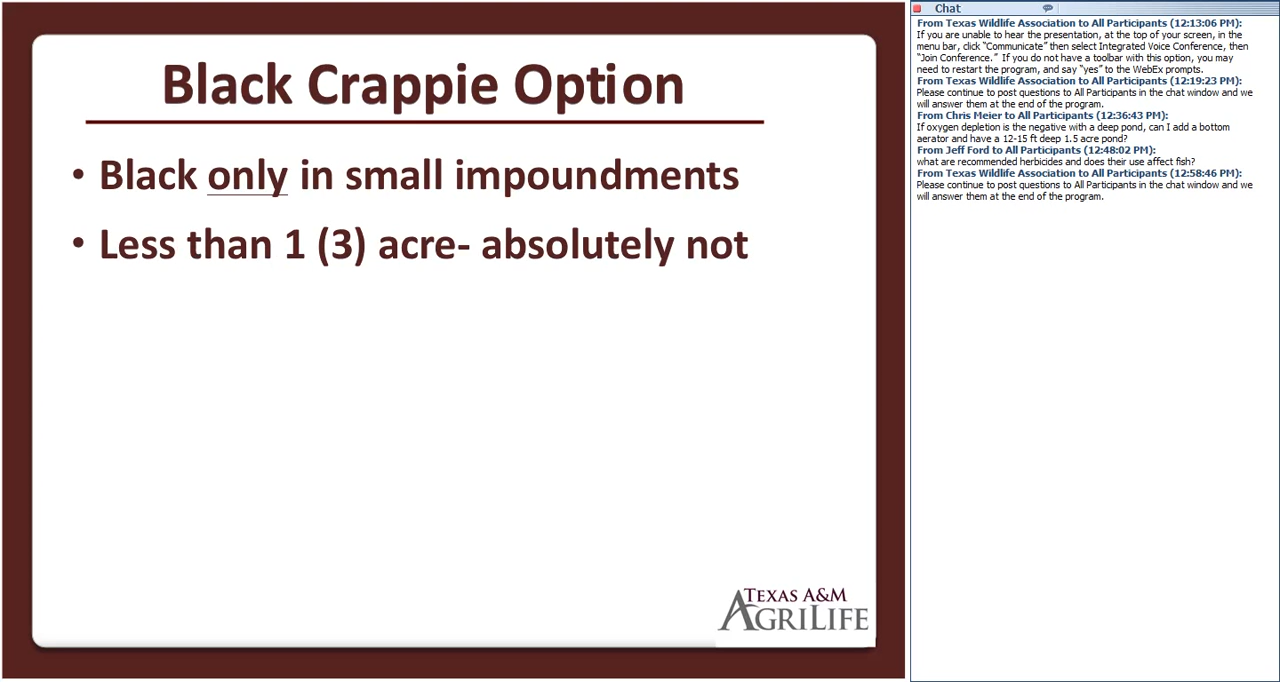 Black Crappie Option
• Black only in small impoundments
• Less than 1 (3) acre- absolutely not
TEXAS A&M
AGRILIFE
Chat
From Texas Wildlife Association to All Participants (12:13:06 PM):
If you are unable to hear the presentation, at the top of your screen, in the
menu bar, click “Communicate” then select Integrated Voice Conference, then
“Join Conference.” If you do not have a toolbar with this option, you may
need to restart the program, and say “yes” to the WebEx prompts.
From Texas Wildlife Association to All Participants (12:19:23 PM):
Please continue to post questions to All Participants in the chat window and we
will answer them at the end of the program.
From Chris Meier to All Participants (12:36:43 PM):
If oxygen depletion is the negative with a deep pond, can I add a bottom
aerator and have a 12-15 ft deep 1.5 acre pond?
From Jeff Ford to All Participants (12:48:02 PM):
what are recommended herbicides and does their use affect fish?
From Texas Wildlife Association to All Participants (12:58:46 PM):
Please continue to post questions to All Participants in the chat window and we
will answer them at the end of the program.